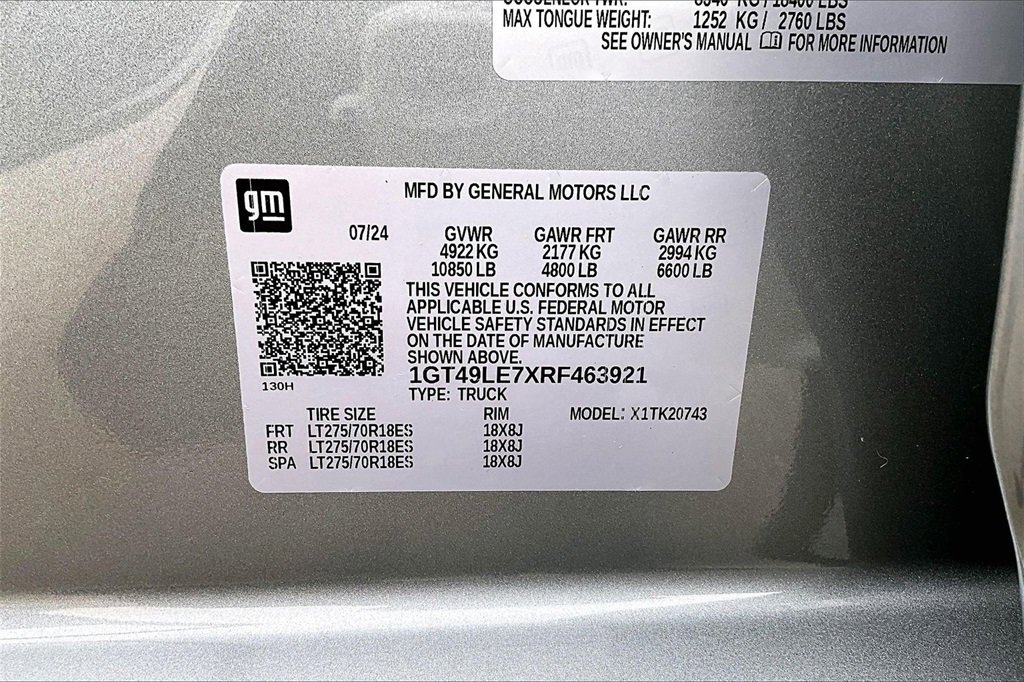 KG / 18400 LBS
MAX TONGUE WEIGHT: 1252 KG / 2760 LBS
SEE OWNER'S MANUAL FOR MORE INFORMATION
gm
MFD BY GENERAL MOTORS LLC
07/24 GVWR GAWR FRT GAWR RR
4922 KG 2177 KG 2994 KG
10850 LB 4800 LB 6600 LB
THIS VEHICLE CONFORMS TO ALL
APPLICABLE U.S. FEDERAL MOTOR
VEHICLE SAFETY STANDARDS IN EFFECT
ON THE DATE OF MANUFACTURE
SHOWN ABOVE.
1GT49LE7XRF463921
130H
TYPE: TRUCK
TIRE SIZE RIM MODEL: X1TK20743
FRT LT275/70R18ES 18X8J
RR LT275/70R18ES 18X8J
SPA LT275/70R18ES 18X8J